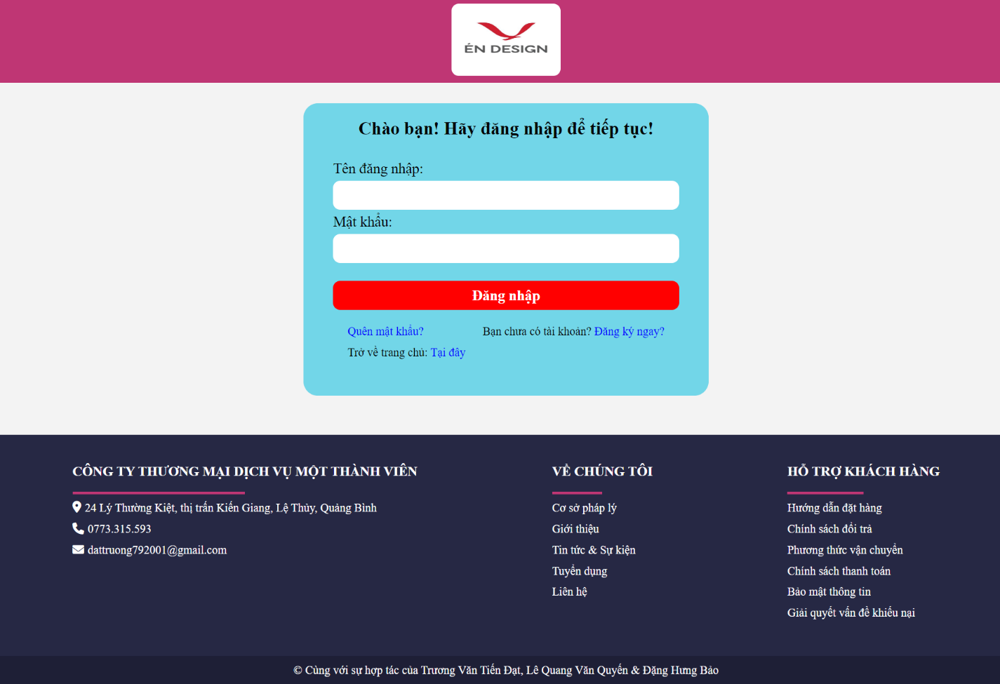 ÉN DESIGN
Chào bạn! Hãy đăng nhập để tiếp tục!
Tên đăng nhập:
Mật khẩu:
Đăng nhập
Quên mật khẩu?
Bạn chưa có tài khoản? Đăng ký ngay?
Trở về trang chủ: Tại đây
CÔNG TY THƯƠNG MẠI DỊCH VỤ MỘT THÀNH VIÊN
24 Lý Thường Kiệt, thị trấn Kiến Giang, Lệ Thủy, Quảng Bình
0773.315.593
dattruong792001@gmail.com
VỀ CHÚNG TÔI
Cơ sở pháp lý
Giới thiệu
Tin tức & Sự kiện
Tuyển dụng
Liên hệ
HỖ TRỢ KHÁCH HÀNG
Hướng dẫn đặt hàng
Chính sách đổi trả
Phương thức vận chuyển
Chính sách thanh toán
Bảo mật thông tin
Giải quyết vấn đề khiếu nại
© Cùng với sự hợp tác của Trương Văn Tiến Đạt, Lê Quang Văn Quyến & Đặng Hưng Bảo